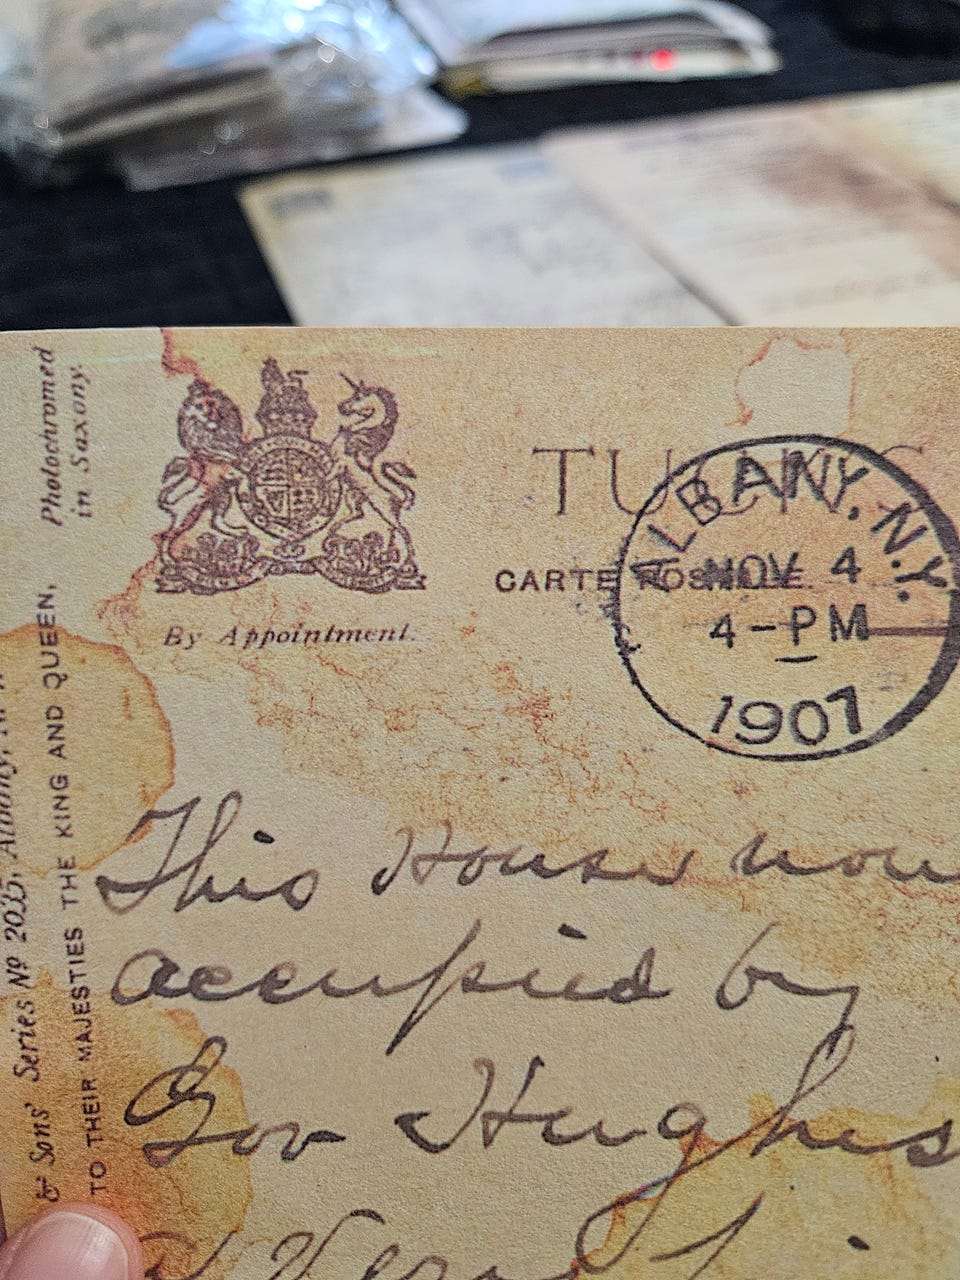 Photochromed
in Saxony.
& Sons' Series No 2035, Albany,
TO THEIR MAJESTIES THE KING AND QUEEN,
By Appointment.
TUCK'S
CARTE POSTALE.
ALBANY, N.Y.
NOV 4
4-PM
1907
This House now
occupied by
Gov Hughes